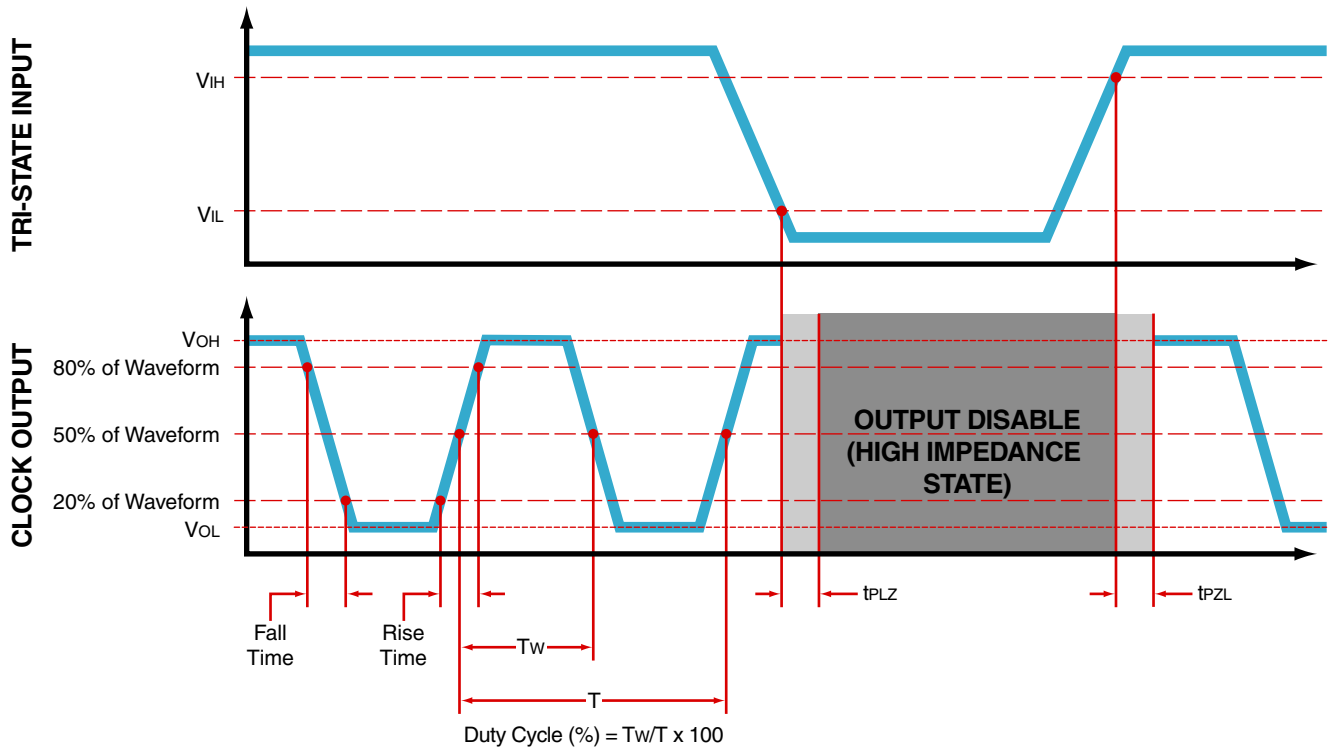 TRI-STATE INPUT
VIH
VIL
CLOCK OUTPUT
VOH
80% of Waveform
50% of Waveform
20% of Waveform
VOL
OUTPUT DISABLE
(HIGH IMPEDANCE
STATE)
Fall
Time
Rise
Time
tPLZ
tPZL
TW
T
Duty Cycle (%) = TW/T x 100